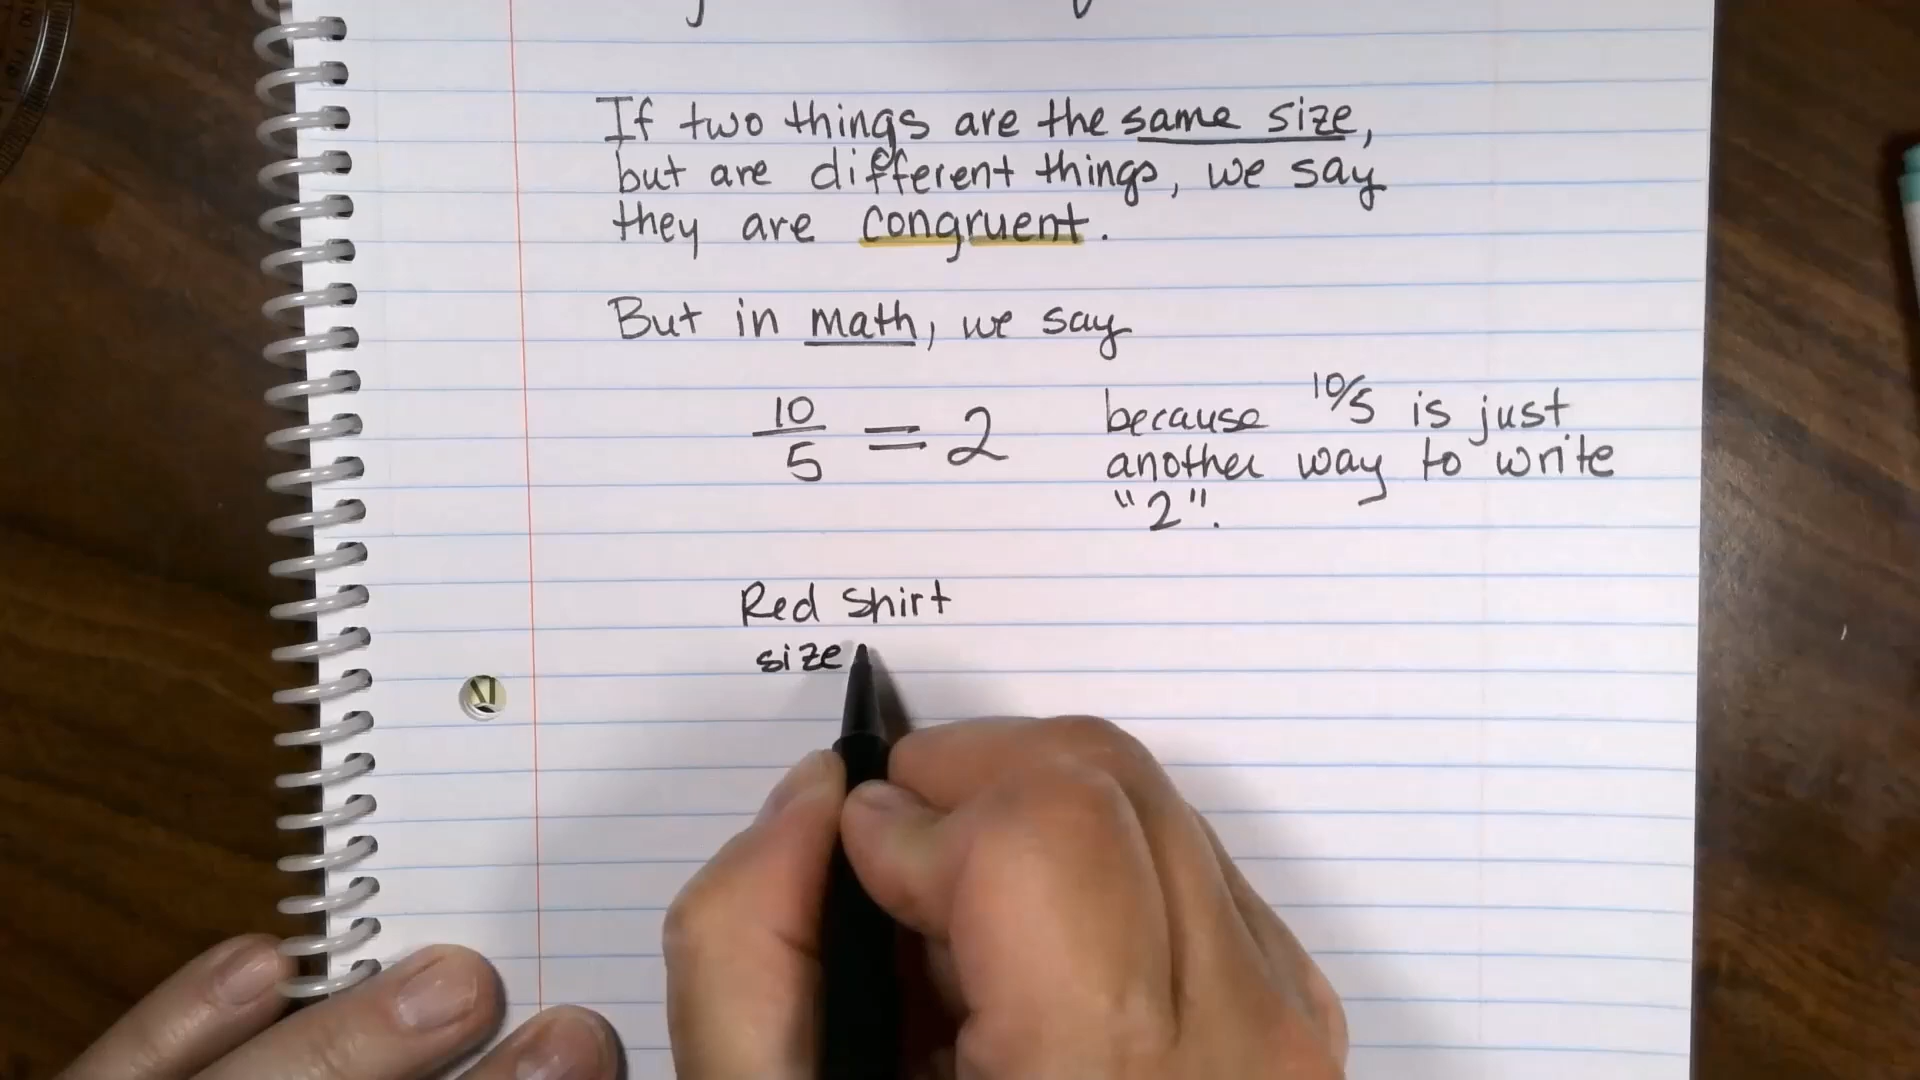 If two things are the same size,
but are different things, we say
they are congruent.
But in math, we say
10/5 = 2
because 10/5 is just
another way to write
"2".
Red Shirt
size